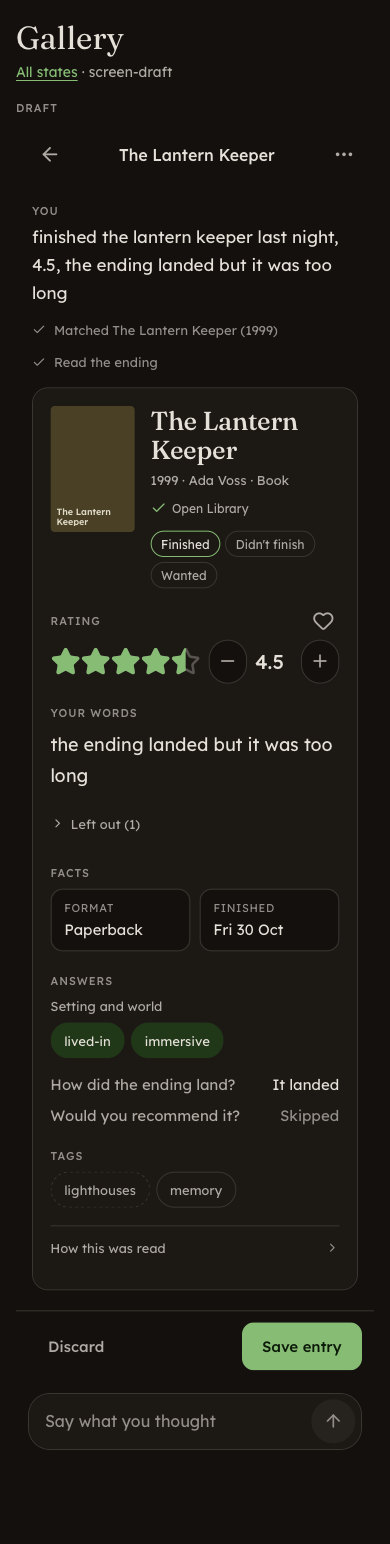 Gallery
All states · screen-draft
DRAFT
The Lantern Keeper
YOU
finished the lantern keeper last night,
4.5, the ending landed but it was too
long
Matched The Lantern Keeper (1999)
Read the ending
The Lantern
Keeper
The Lantern
Keeper
1999 · Ada Voss · Book
Open Library
Finished
Didn't finish
Wanted
RATING
4.5
YOUR WORDS
the ending landed but it was too
long
Left out (1)
FACTS
FORMAT
Paperback
FINISHED
Fri 30 Oct
ANSWERS
Setting and world
lived-in
immersive
How did the ending land? It landed
Would you recommend it? Skipped
TAGS
lighthouses
memory
How this was read
Discard
Save entry
Say what you thought